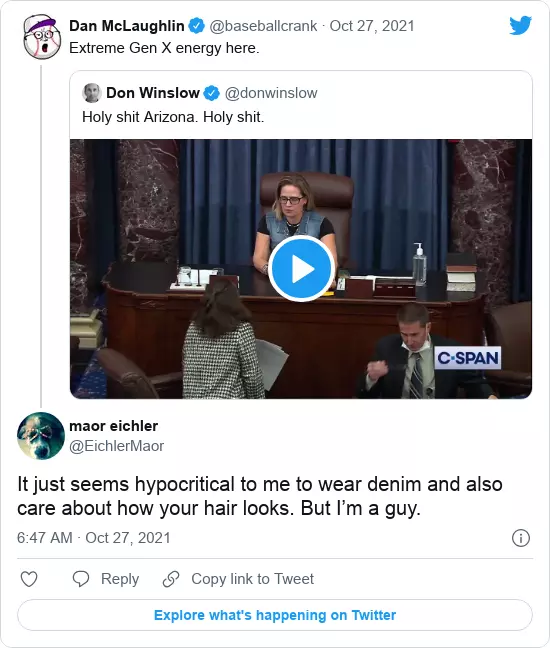 Dan McLaughlin @baseballcrank · Oct 27, 2021
Extreme Gen X energy here.
Don Winslow @donwinslow
Holy shit Arizona. Holy shit.
C-SPAN
maor eichler
@EichlerMaor
It just seems hypocritical to me to wear denim and also
care about how your hair looks. But I’m a guy.
6:47 AM · Oct 27, 2021
Reply
Copy link to Tweet
Explore what's happening on Twitter